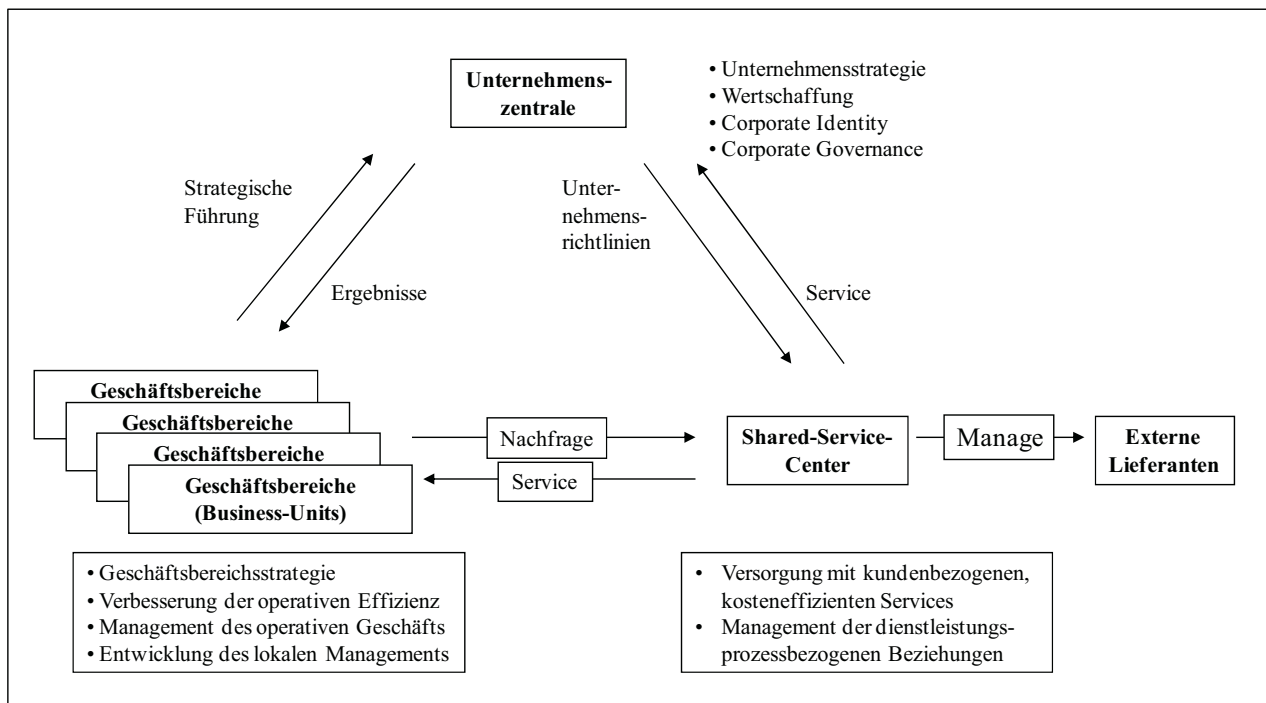 Unternehmens-
zentrale
• Unternehmensstrategie
• Wertschaffung
• Corporate Identity
• Corporate Governance
Strategische
Führung
Ergebnisse
Unter-
nehmens-
richtlinien
Service
Geschäftsbereiche
Geschäftsbereiche
Geschäftsbereiche
Geschäftsbereiche
(Business-Units)
Nachfrage
Service
Shared-Service-
Center
Manage
Externe
Lieferanten
• Geschäftsbereichsstrategie
• Verbesserung der operativen Effizienz
• Management des operativen Geschäfts
• Entwicklung des lokalen Managements
• Versorgung mit kundenbezogenen,
kosteneffizienten Services
• Management der dienstleistungs-
prozessbezogenen Beziehungen